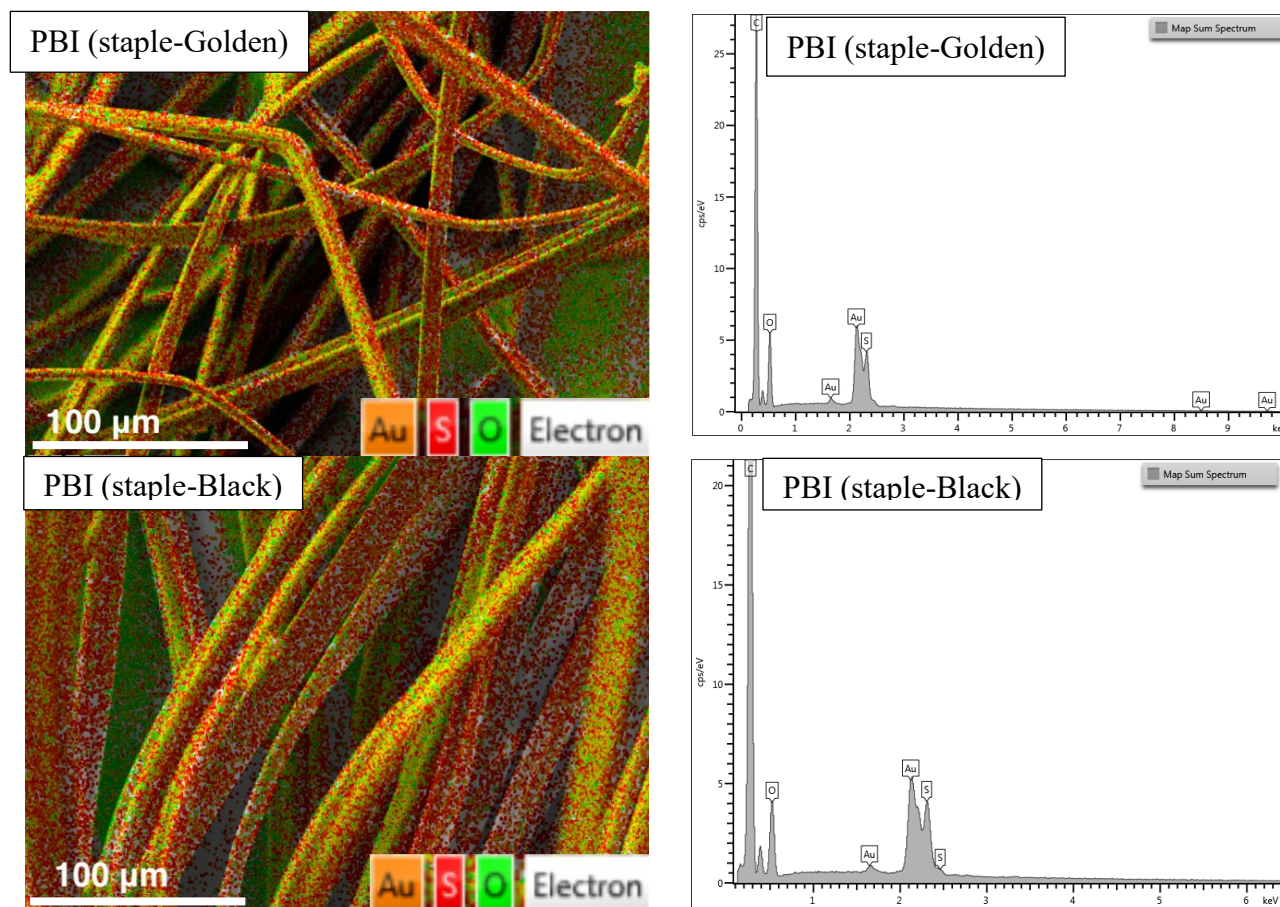 PBI (staple-Golden)
100 µm
Au S O Electron
PBI (staple-Golden)
Map Sum Spectrum
C
O
Au
Au
S
Au
Au
cps/eV
25
20
15
10
5
0
0 1 2 3 4 5 6 7 8 9 ke
PBI (staple-Black)
100 µm
Au S O Electron
PBI (staple-Black)
Map Sum Spectrum
C
O
Au
Au
S
S
cps/eV
20
15
10
5
0
1 2 3 4 5 6 keV